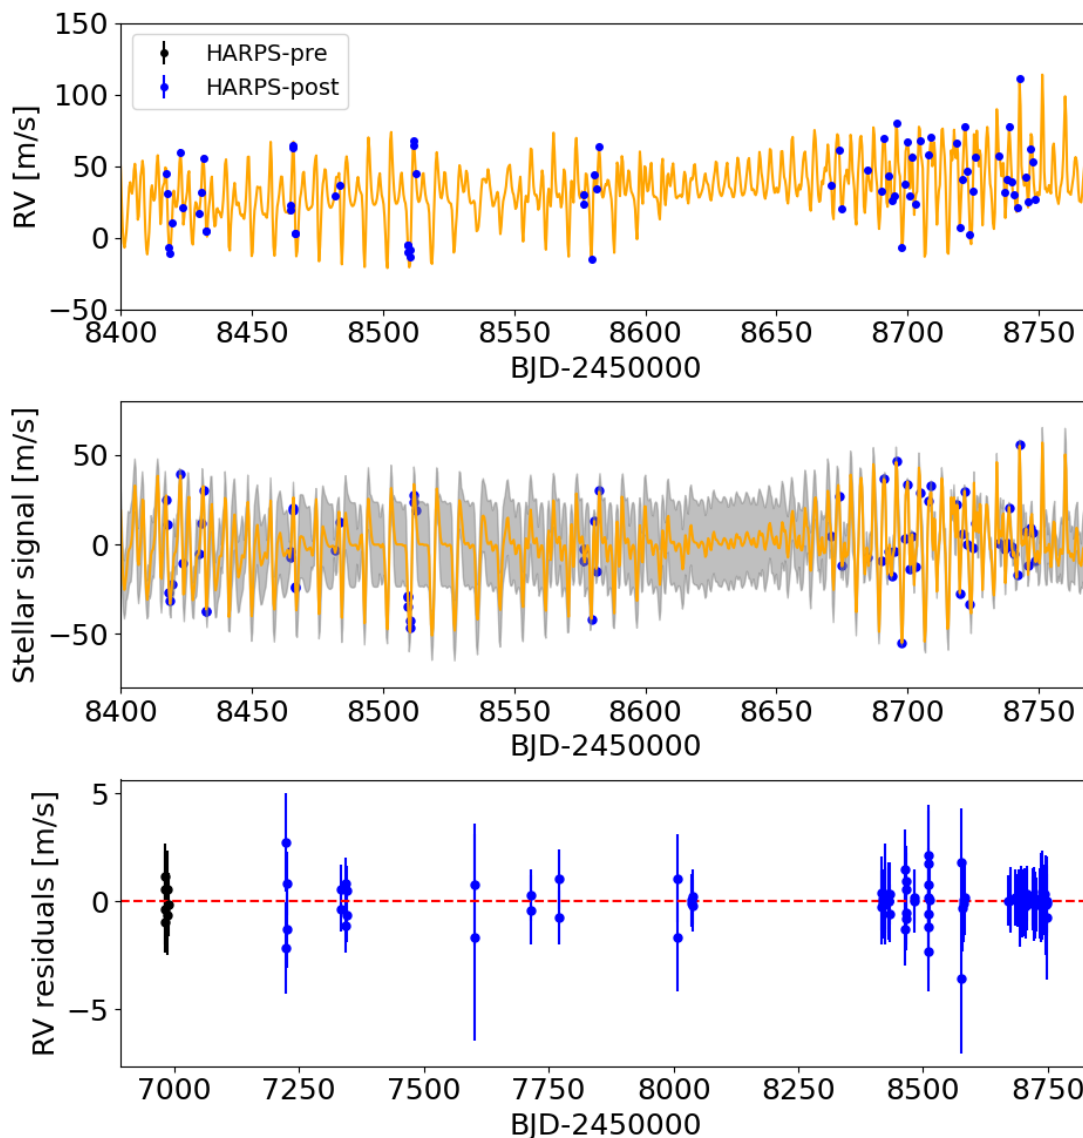 RV [m/s]
150
100
50
0
−50
HARPS-pre
HARPS-post
8400 8450 8500 8550 8600 8650 8700 8750
BJD-2450000
Stellar signal [m/s]
50
0
−50
8400 8450 8500 8550 8600 8650 8700 8750
BJD-2450000
RV residuals [m/s]
5
0
−5
7000 7250 7500 7750 8000 8250 8500 8750
BJD-2450000